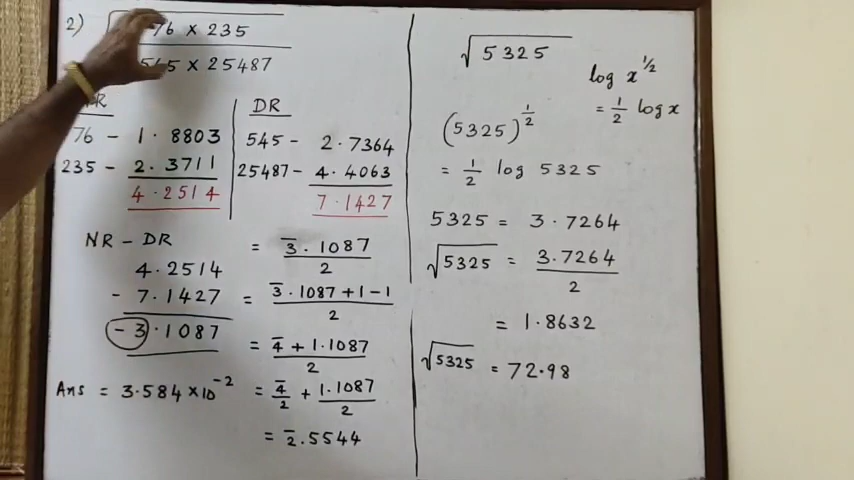 2) √ 76 × 235
545 × 25487
NR
76 - 1.8803
235 - 2.3711
4.2514
DR
545 - 2.7364
25487 - 4.4063
7.1427
NR - DR
4.2514
- 7.1427
-3.1087
Ans = 3.584 × 10⁻²
= 3̅.1087 / 2
= 3̅.1087 + 1 - 1 / 2
= 4̅ + 1.1087 / 2
= 4̅/2 + 1.1087/2
= 2̅.5544
√5325
log x^1/2
= 1/2 log x
(5325)^1/2
= 1/2 log 5325
5325 = 3.7264
√5325 = 3.7264 / 2
= 1.8632
√5325 = 72.98